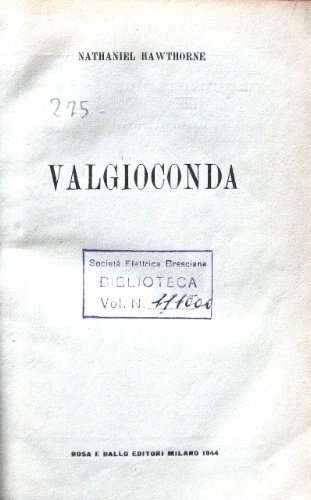 NATHANIEL HAWTHORNE
275-
VALGIOCONDA
Società Elettrica Bresciana
BIBLIOTECA
Vol. N.
ROSA E BALLO EDITORI MILANO 1944